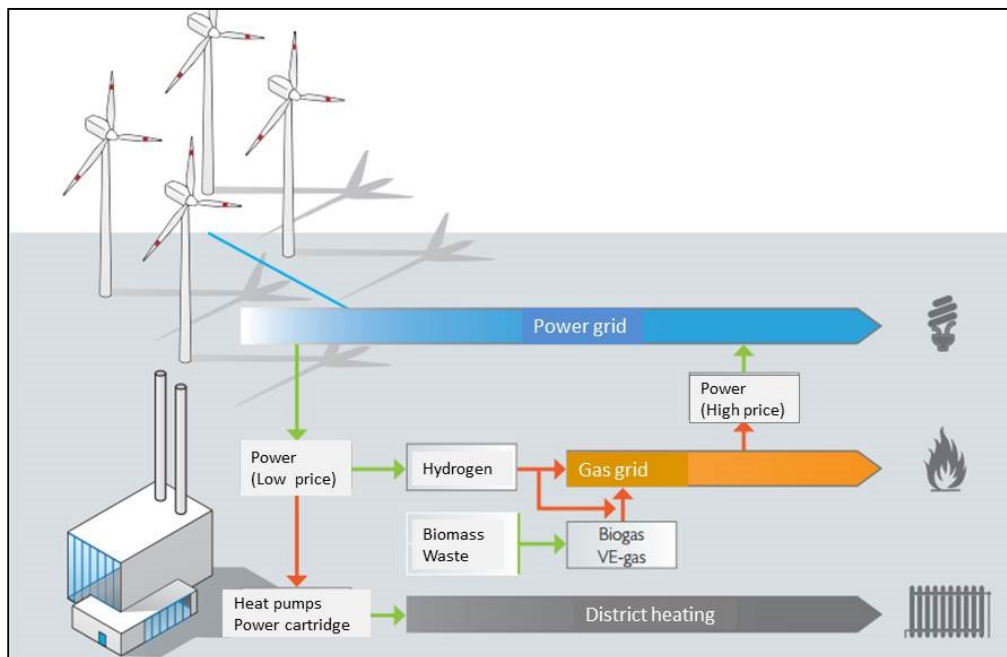 Power grid
Power
(High price)
Power
(Low price)
Hydrogen
Gas grid
Biomass
Waste
Biogas
VE-gas
Heat pumps
Power cartridge
District heating